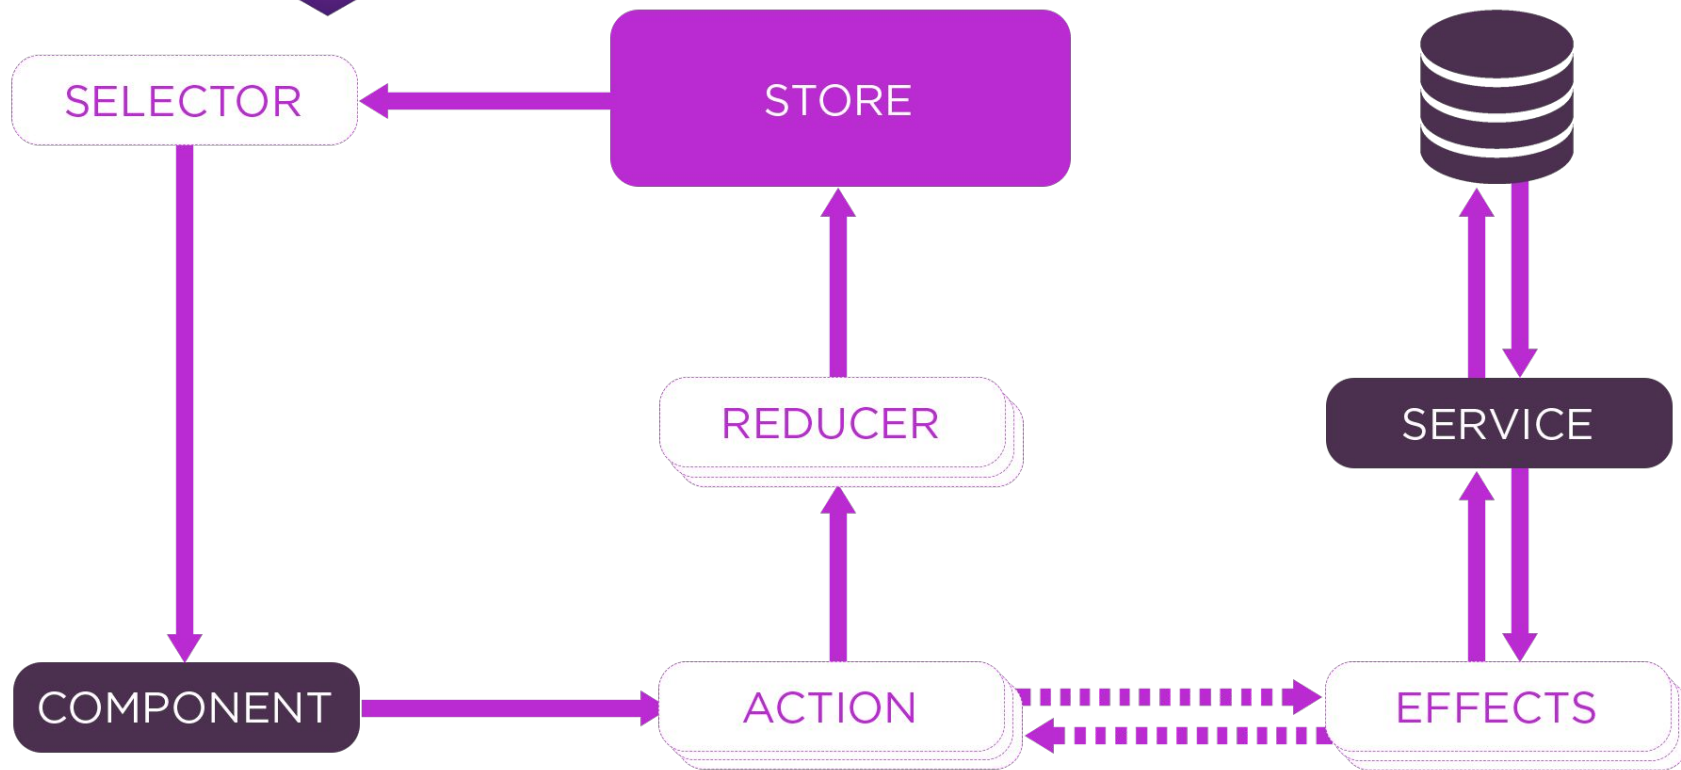 SELECTOR
STORE
REDUCER
SERVICE
COMPONENT
ACTION
EFFECTS